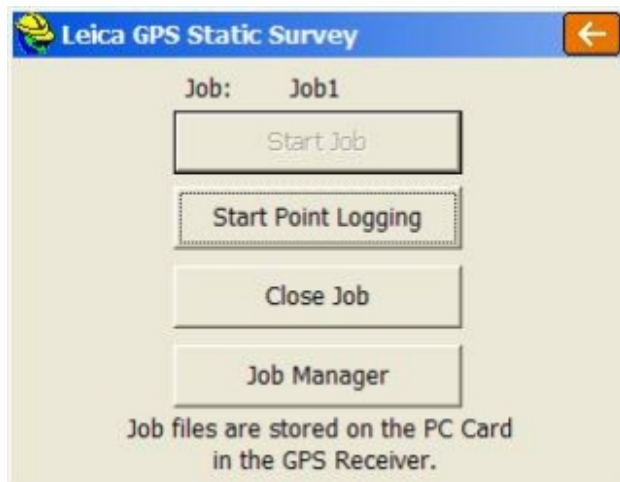 Leica GPS Static Survey
Job: Job1
Start Job
Start Point Logging
Close Job
Job Manager
Job files are stored on the PC Card
in the GPS Receiver.